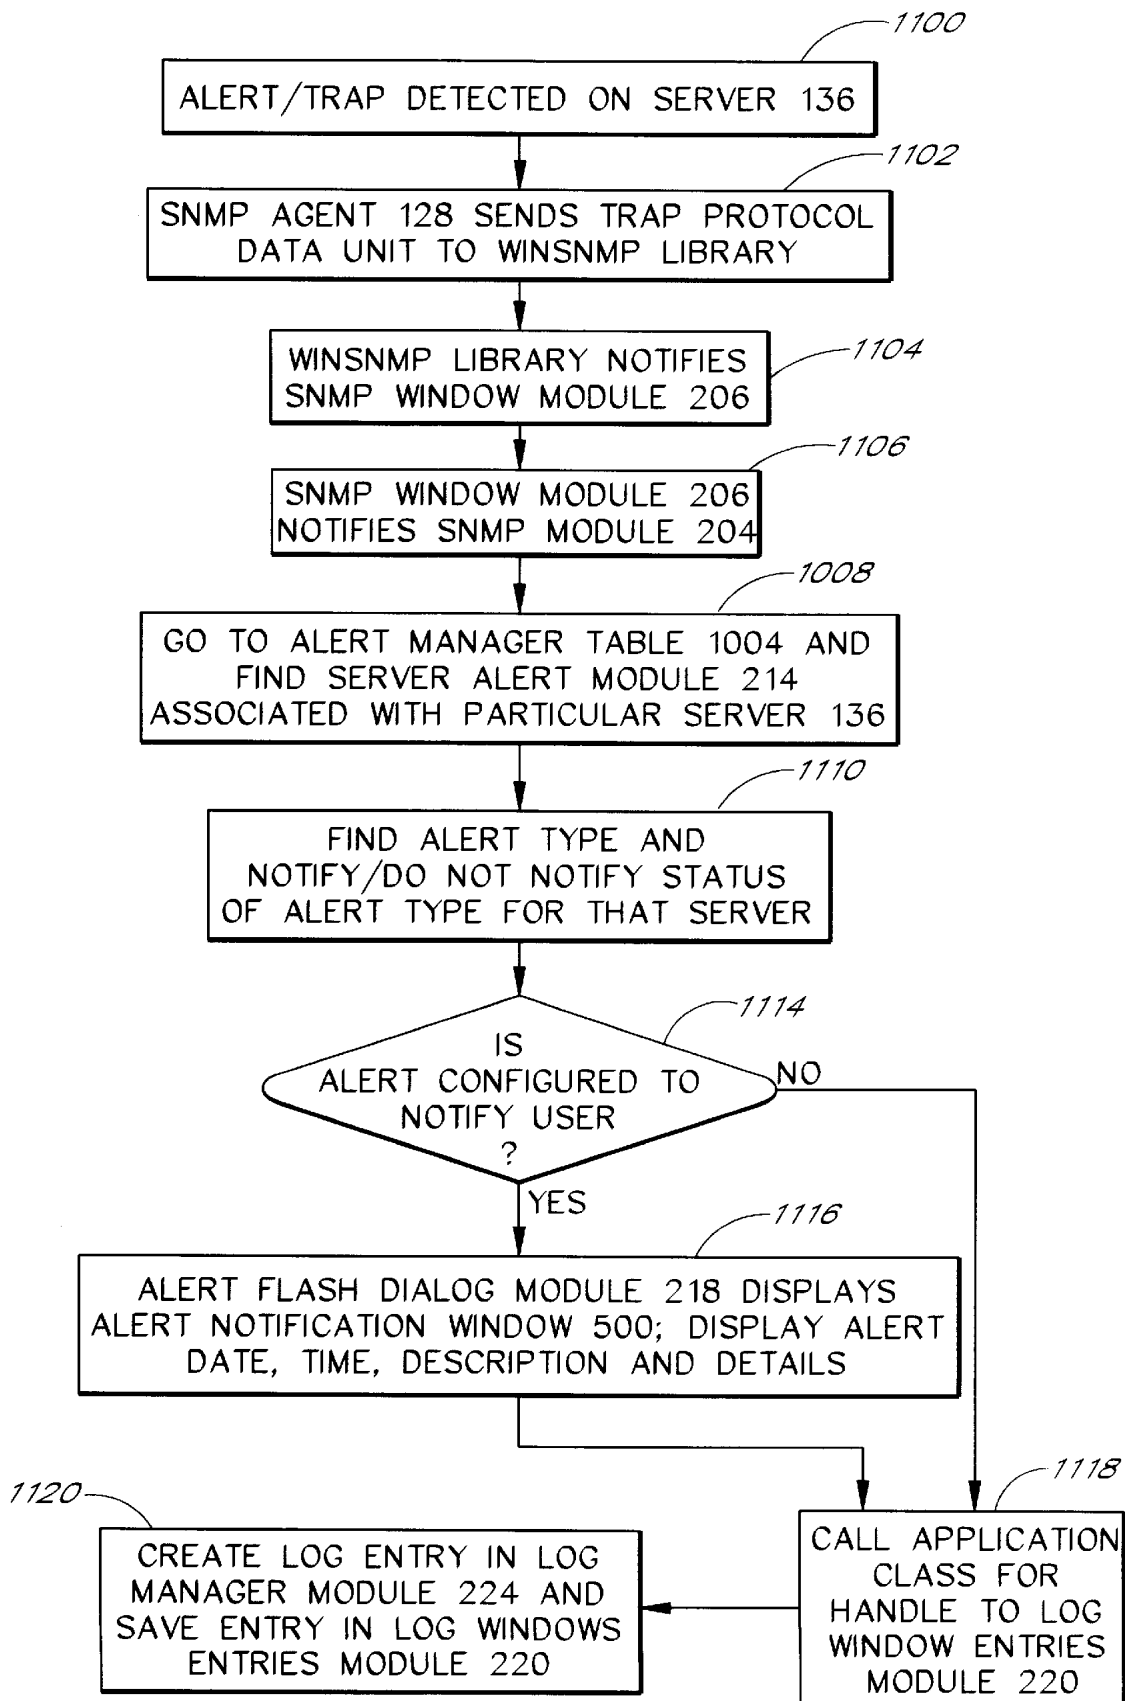 1100
ALERT/TRAP DETECTED ON SERVER 136
1102
SNMP AGENT 128 SENDS TRAP PROTOCOL
DATA UNIT TO WINSNMP LIBRARY
1104
WINSNMP LIBRARY NOTIFIES
SNMP WINDOW MODULE 206
1106
SNMP WINDOW MODULE 206
NOTIFIES SNMP MODULE 204
1008
GO TO ALERT MANAGER TABLE 1004 AND
FIND SERVER ALERT MODULE 214
ASSOCIATED WITH PARTICULAR SERVER 136
1110
FIND ALERT TYPE AND
NOTIFY/DO NOT NOTIFY STATUS
OF ALERT TYPE FOR THAT SERVER
1114
IS
ALERT CONFIGURED TO
NOTIFY USER
?
NO
YES
1116
ALERT FLASH DIALOG MODULE 218 DISPLAYS
ALERT NOTIFICATION WINDOW 500; DISPLAY ALERT
DATE, TIME, DESCRIPTION AND DETAILS
1118
CALL APPLICATION
CLASS FOR
HANDLE TO LOG
WINDOW ENTRIES
MODULE 220
1120
CREATE LOG ENTRY IN LOG
MANAGER MODULE 224 AND
SAVE ENTRY IN LOG WINDOWS
ENTRIES MODULE 220